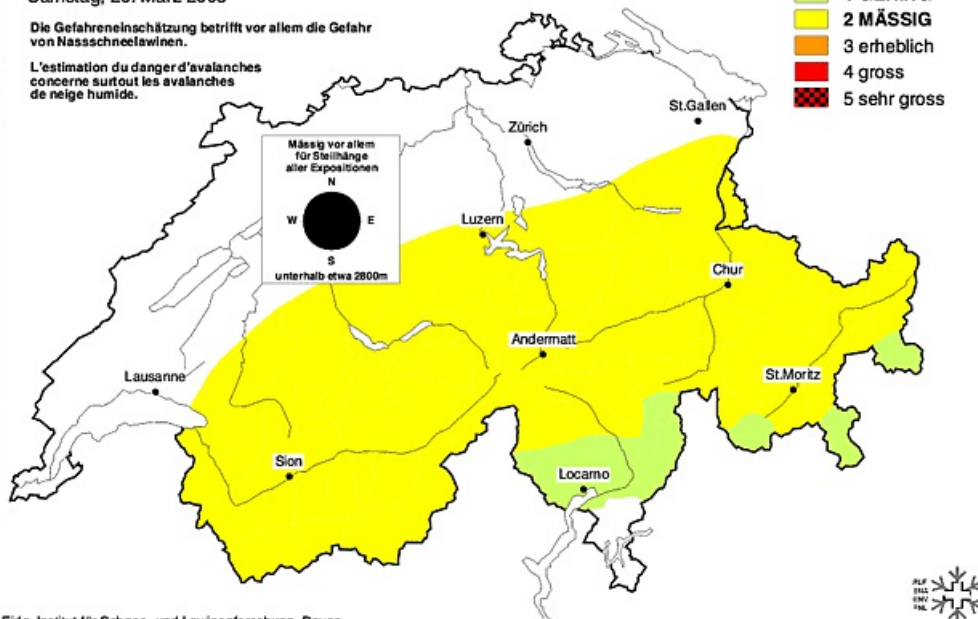 Die Gefahreneinschätzung betrifft vor allem die Gefahr
von Nassschneelawinen.
L'estimation du danger d'avalanches
concerne surtout les avalanches
de neige humide.
2 MÄSSIG
3 erheblich
4 gross
5 sehr gross
St.Gallen
Zürich
Mässig vor allem
für Steilhänge
aller Expositionen
N
W E
S
unterhalb etwa 2800m
Luzern
Chur
Andermatt
Lausanne
St.Moritz
Sion
Locarno